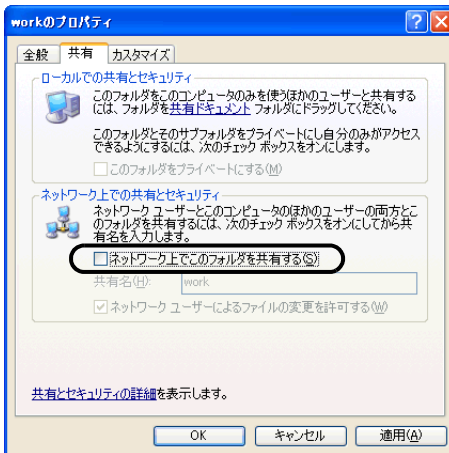 workのプロパティ
全般 共有 カスタマイズ
ローカルでの共有とセキュリティ
このフォルダをこのコンピュータのみを使うほかのユーザーと共有する
には、フォルダを共有ドキュメント フォルダにドラッグしてください。
このフォルダとそのサブフォルダをプライベートにし自分のみがアクセス
できるようにするには、次のチェック ボックスをオンにします。
このフォルダをプライベートにする(M)
ネットワーク上での共有とセキュリティ
ネットワーク ユーザーとこのコンピュータのほかのユーザーの両方とこ
のフォルダを共有するには、次のチェック ボックスをオンにしてから共
有名を入力します。
ネットワーク上でこのフォルダを共有する(S)
共有名(H): work
ネットワーク ユーザーによるファイルの変更を許可する(W)
共有とセキュリティの詳細を表示します。
OK キャンセル 適用(A)